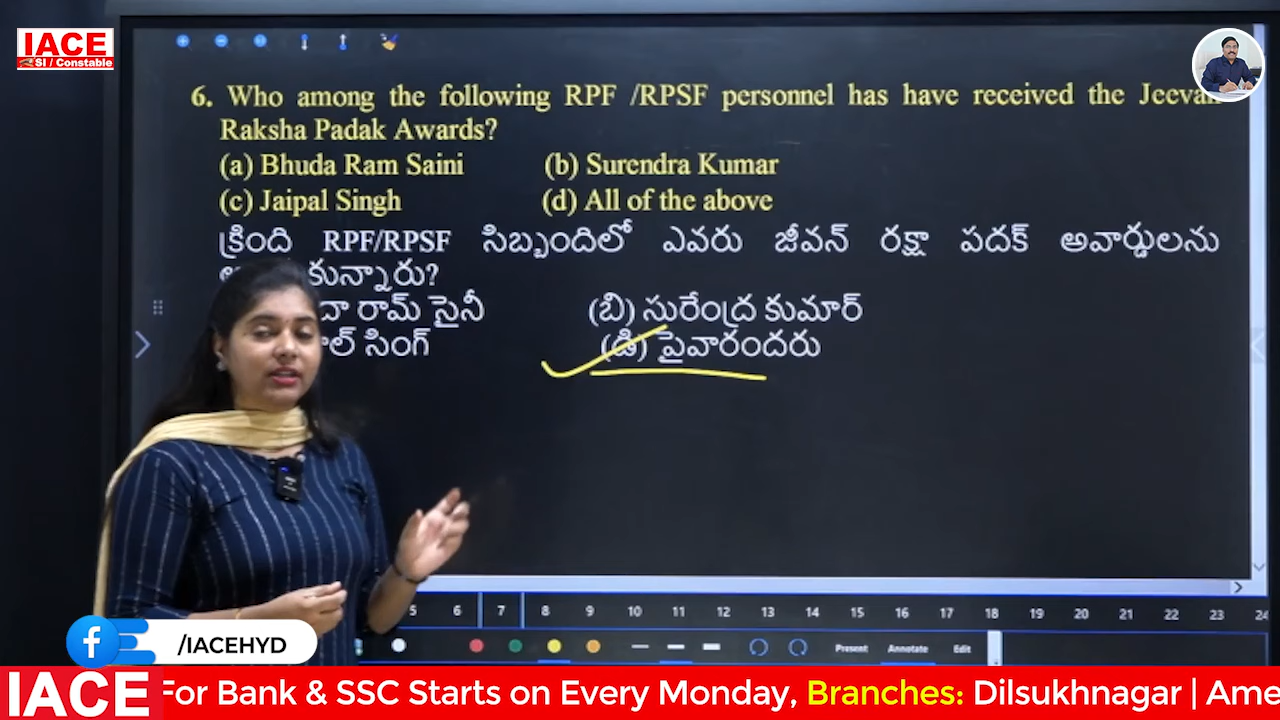 IACE
SI / Constable
6. Who among the following RPF /RPSF personnel has have received the Jeevan
Raksha Padak Awards?
(a) Bhuda Ram Saini (b) Surendra Kumar
(c) Jaipal Singh (d) All of the above
క్రింది RPF/RPSF సిబ్బందిలో ఎవరు జీవన్ రక్షా పదక్ అవార్డులను
కున్నారు?
దా రామ్ సైనీ (బి) సురేంద్ర కుమార్
ల్ సింగ్ (డి) పైవారందరు
5 6 7 8 9 10 11 12 13 14 15 16 17 18 19 20 21 22 23 24
Present Annotate Edit
f /IACEHYD
IACE For Bank & SSC Starts on Every Monday, Branches: Dilsukhnagar | Ame